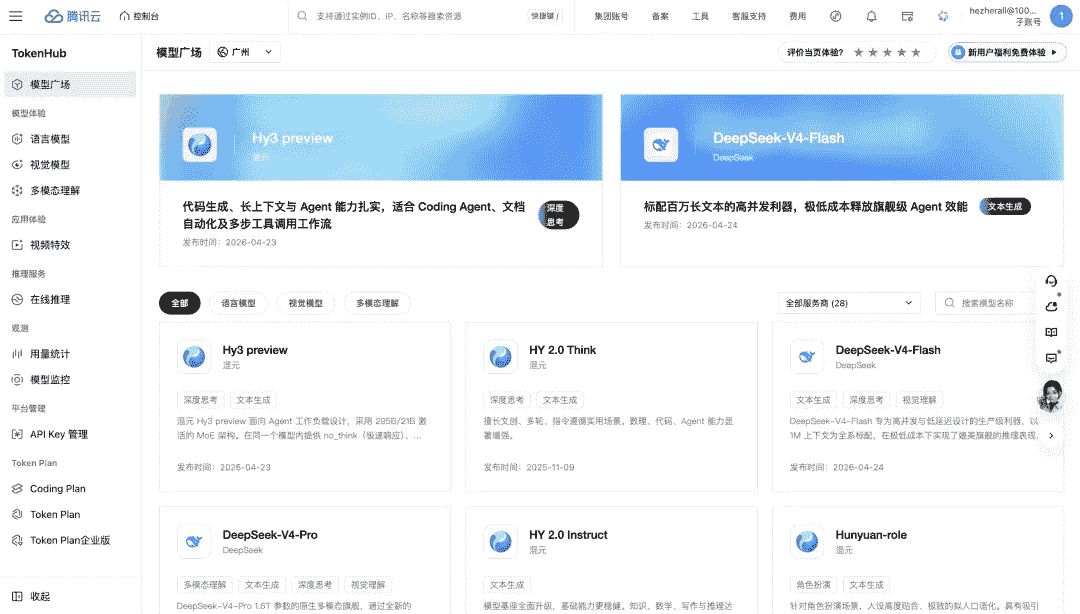 腾讯云
控制台
支持通过实例ID、IP、名称等搜索资源
快捷键 /
集团账号
备案
工具
客服支持
费用
hezherall@100...
子账号
1
TokenHub
模型广场
广州
评价当页体验?
新用户福利免费体验
模型广场
模型体验
语言模型
视觉模型
多模态理解
应用体验
视频特效
推理服务
在线推理
观测
用量统计
模型监控
平台管理
API Key 管理
Token Plan
Coding Plan
Token Plan
Token Plan企业版
收起
Hy3 preview
混元
代码生成、长上下文与 Agent 能力扎实，适合 Coding Agent、文档
自动化及多步工具调用工作流
深度
思考
发布时间：2026-04-23
DeepSeek-V4-Flash
DeepSeek
标配百万长文本的高并发利器，极低成本释放旗舰级 Agent 效能
文本生成
发布时间：2026-04-24
全部
语言模型
视觉模型
多模态理解
全部服务商 (28)
搜索模型名称
Hy3 preview
混元
深度思考
文本生成
混元 Hy3 preview 面向 Agent 工作负载设计，采用 295B/21B 激
活的 MoE 架构。在同一个模型内提供 no_think（极速响应）、...
发布时间：2026-04-23
HY 2.0 Think
混元
深度思考
文本生成
擅长文创、多轮、指令遵循实用场景。数理、代码、Agent 能力显
著增强。
发布时间：2025-11-09
DeepSeek-V4-Flash
DeepSeek
文本生成
深度思考
视觉理解
DeepSeek-V4-Flash 专为高并发与低延迟设计的生产级利器，以
1M 上下文为全系标配，在极低成本下实现了媲美旗舰的推理表现.
发布时间：2026-04-24
DeepSeek-V4-Pro
DeepSeek
多模态理解
文本生成
深度思考
视觉理解
DeepSeek-V4-Pro 1.6T 参数的原生多模态旗舰，通过全新的
HY 2.0 Instruct
混元
文本生成
模型基座全面升级，基础能力更稳健。知识、数学、写作与推理达
Hunyuan-role
混元
角色扮演
文本生成
针对角色扮演场景，人设高度贴合、极致的拟人口语化。具有吸引